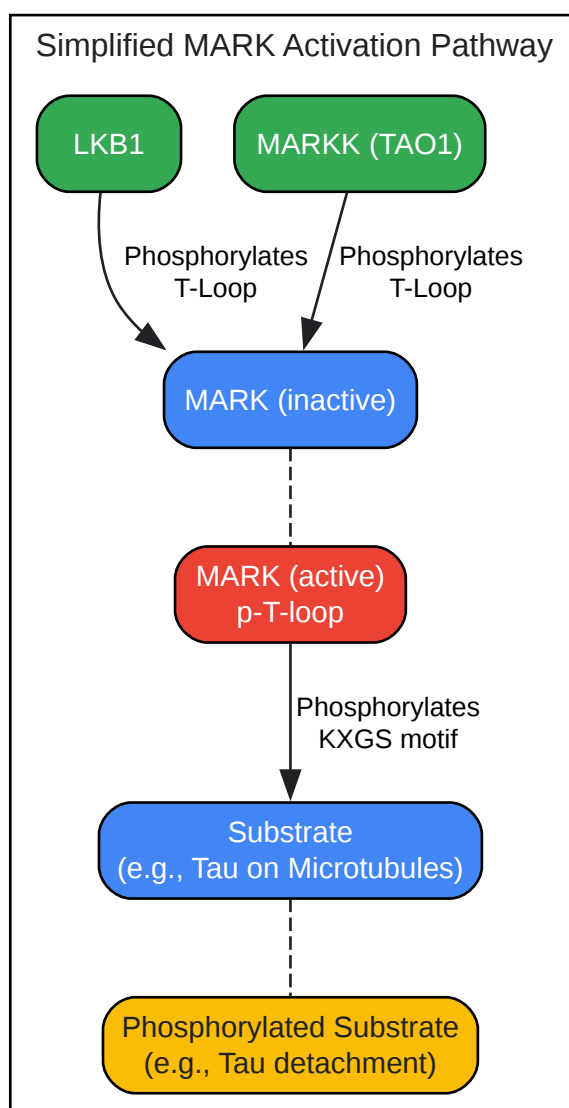 Simplified MARK Activation Pathway
LKB1
MARKK (TAO1)
Phosphorylates
T-Loop
Phosphorylates
T-Loop
MARK (inactive)
MARK (active)
p-T-loop
Phosphorylates
KXGS motif
Substrate
(e.g., Tau on Microtubules)
Phosphorylated Substrate
(e.g., Tau detachment)